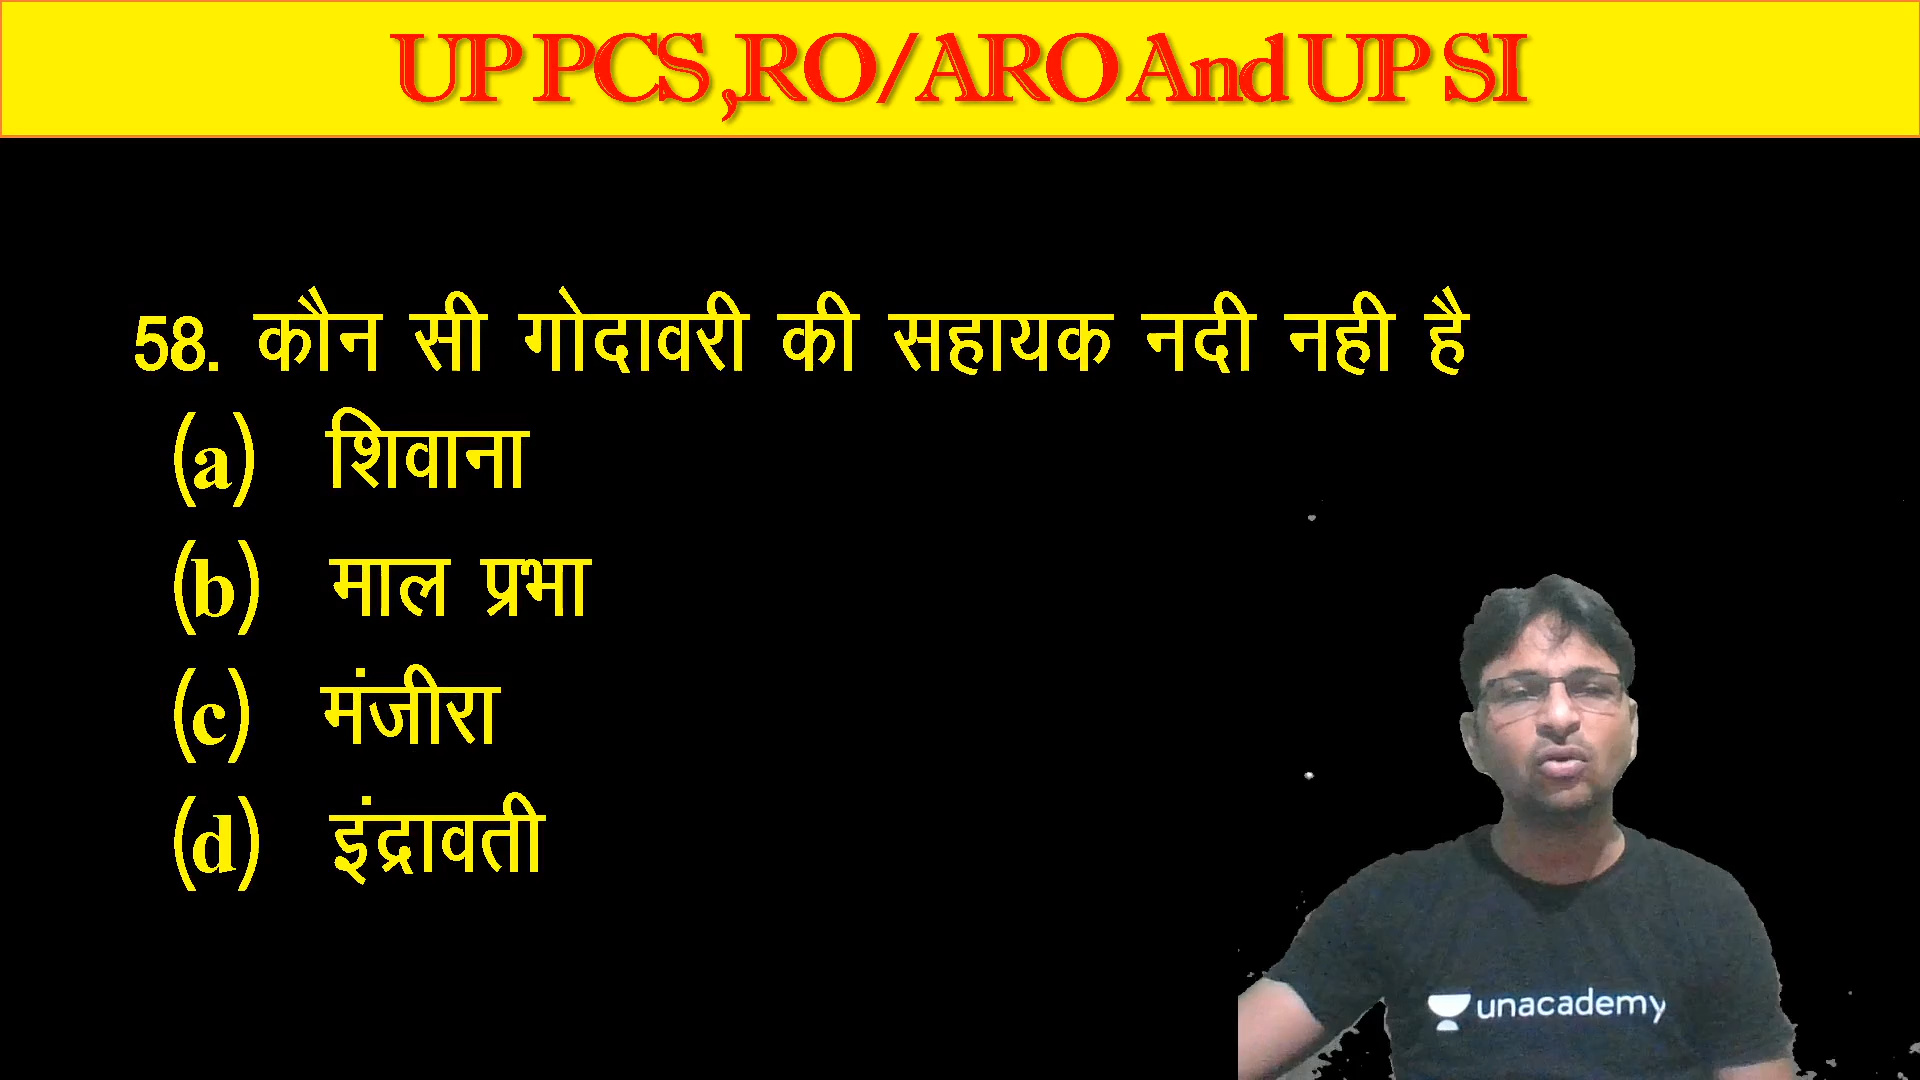 UP PCS ,RO/ARO And UP SI
58. कौन सी गोदावरी की सहायक नदी नही है
(a) शिवाना
(b) माल प्रभा
(c) मंजीरा
(d) इंद्रावती
unacademy